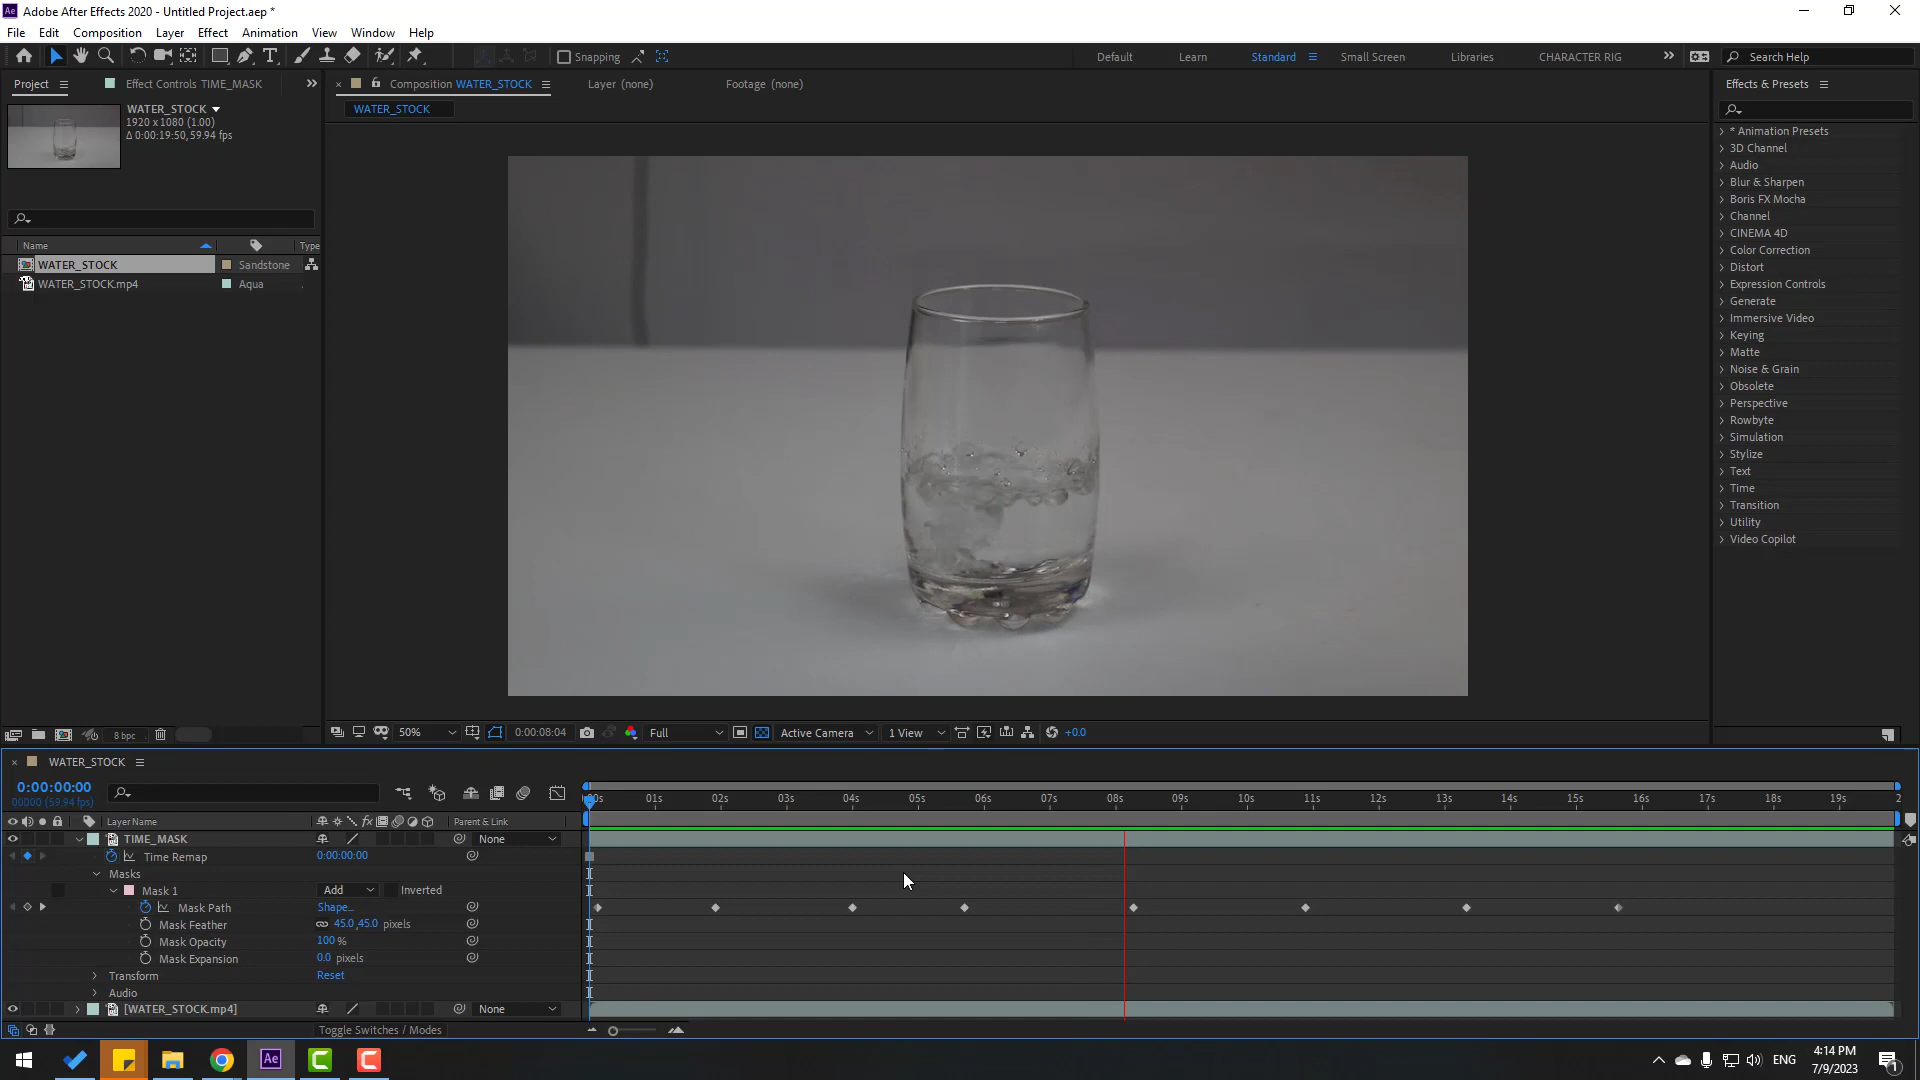 Ae Adobe After Effects 2020 - Untitled Project.aep *
File Edit Composition Layer Effect Animation View Window Help
Snapping Default Learn Standard Small Screen Libraries CHARACTER RIG Search Help
Project Effect Controls TIME_MASK
Composition WATER_STOCK Layer (none) Footage (none)
Effects & Presets
WATER_STOCK
1920 x 1080 (1.00)
Δ 0:00:19:50, 59.94 fps
WATER_STOCK
Name Type
WATER_STOCK Sandstone
WATER_STOCK.mp4 Aqua
* Animation Presets
3D Channel
Audio
Blur & Sharpen
Boris FX Mocha
Channel
CINEMA 4D
Color Correction
Distort
Expression Controls
Generate
Immersive Video
Keying
Matte
Noise & Grain
Obsolete
Perspective
Rowbyte
Simulation
Stylize
Text
Time
Transition
Utility
Video Copilot
8 bpc
50% 0:00:08:04 Full Active Camera 1 View +0.0
WATER_STOCK
0:00:00:00
00000 (59.94 fps)
00s 01s 02s 03s 04s 05s 06s 07s 08s 09s 10s 11s 12s 13s 14s 15s 16s 17s 18s 19s 2
Layer Name Parent & Link
TIME_MASK None
Time Remap 0:00:00:00
Masks
Mask 1 Add Inverted
Mask Path Shape...
Mask Feather 45.0,45.0 pixels
Mask Opacity 100 %
Mask Expansion 0.0 pixels
Transform Reset
Audio
[WATER_STOCK.mp4] None
Toggle Switches / Modes
Ae C C ENG 4:14 PM
7/9/2023
1